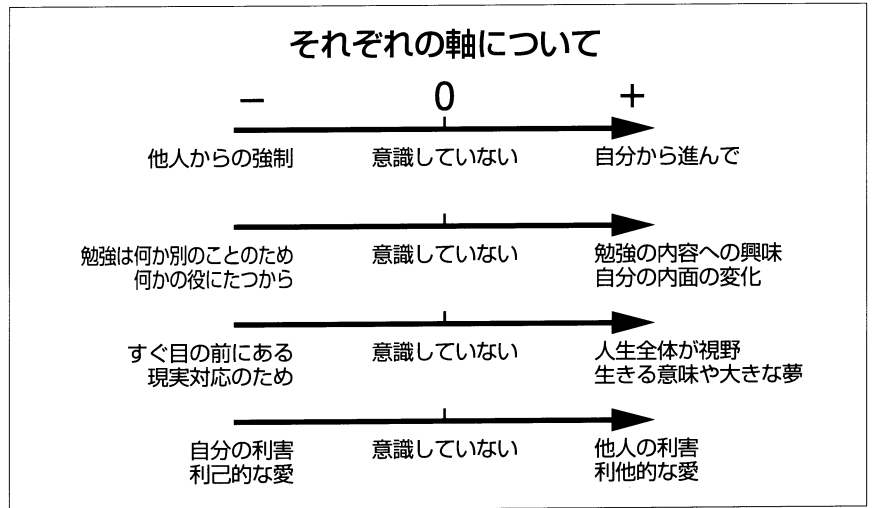 それぞれの軸について
－ 0 ＋
他人からの強制 意識していない 自分から進んで
勉強は何か別のことのため 意識していない 勉強の内容への興味
何かの役にたつから 自分の内面の変化
すぐ目の前にある 意識していない 人生全体が視野
現実対応のため 生きる意味や大きな夢
自分の利害 意識していない 他人の利害
利己的な愛 利他的な愛